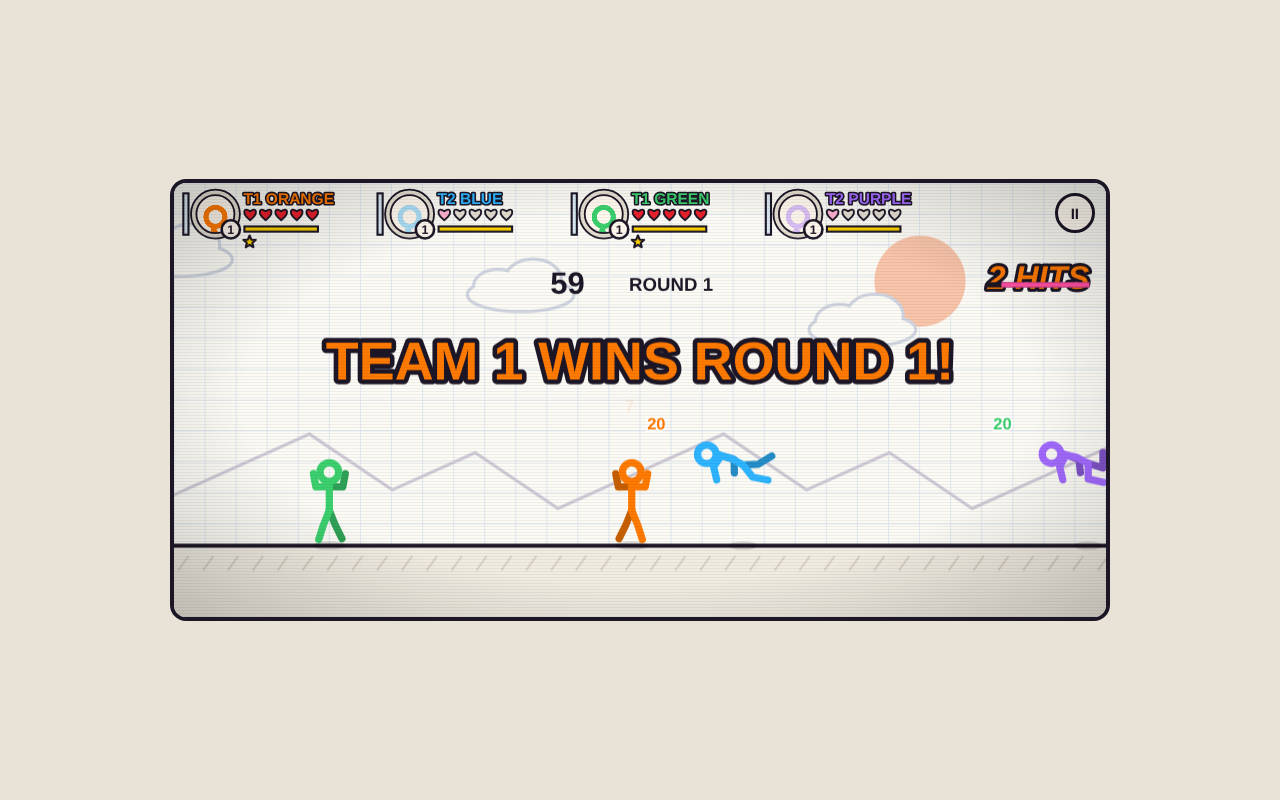 T1 ORANGE
1
T2 BLUE
1
T1 GREEN
1
T2 PURPLE
1
59
ROUND 1
2 HITS
TEAM 1 WINS ROUND 1!
7
20
20